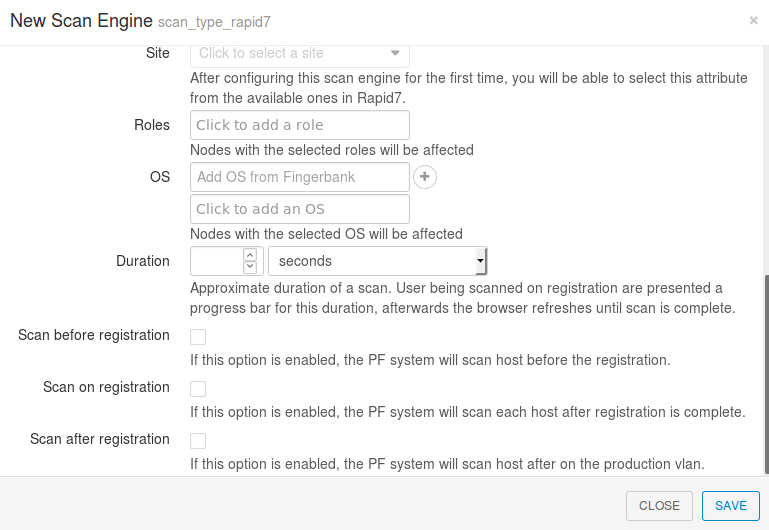 New Scan Engine scan_type_rapid7 ×
Site Click to select a site
After configuring this scan engine for the first time, you will be able to select this attribute
from the available ones in Rapid7.
Roles Click to add a role
Nodes with the selected roles will be affected
OS Add OS from Fingerbank +
Click to add an OS
Nodes with the selected OS will be affected
Duration seconds
Approximate duration of a scan. User being scanned on registration are presented a
progress bar for this duration, afterwards the browser refreshes until scan is complete.
Scan before registration
If this option is enabled, the PF system will scan host before the registration.
Scan on registration
If this option is enabled, the PF system will scan each host after registration is complete.
Scan after registration
If this option is enabled, the PF system will scan host after on the production vlan.
CLOSE SAVE